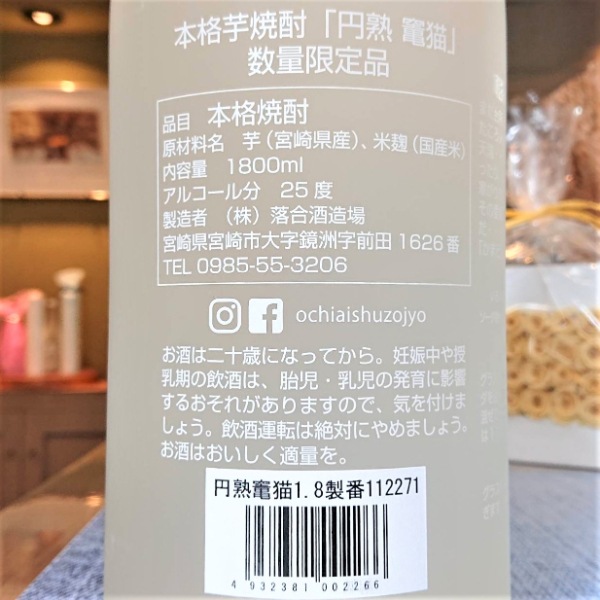 本格芋焼酎「円熟 竃猫」
数量限定品
品目 本格焼酎
原材料名 芋(宮崎県産)、米麹(国産米)
内容量 1800ml
アルコール分 25度
製造者 (株)落合酒造場
宮崎県宮崎市大字鏡洲字前田1626番
TEL 0985-55-3206
ochiaishuzojyo
お酒は二十歳になってから。妊娠中や授
乳期の飲酒は、胎児・乳児の発育に影響
するおそれがありますので、気を付けま
しょう。飲酒運転は絶対にやめましょう。
お酒はおいしく適量を。
円熟竃猫1.8製番112271
4 932381 002266